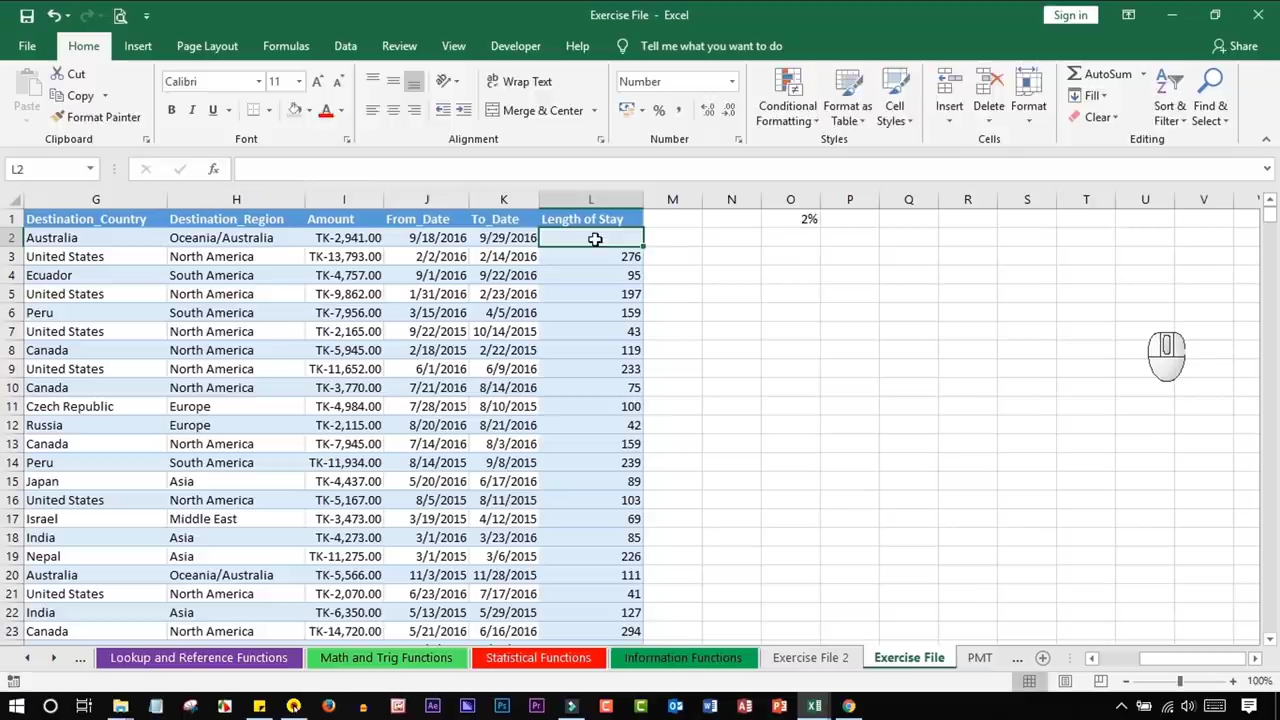 Exercise File - Excel
Sign in
File Home Insert Page Layout Formulas Data Review View Developer Help Tell me what you want to do Share
Paste
Cut
Copy
Format Painter
Clipboard
Calibri 11
B I U
Font
Wrap Text
Merge & Center
Alignment
Number
Number
Conditional Formatting
Format as Table
Cell Styles
Styles
Insert
Delete
Format
Cells
AutoSum
Fill
Clear
Sort & Filter
Find & Select
Editing
L2 fx
G H I J K L M N O P Q R S T U V
1 Destination_Country Destination_Region Amount From_Date To_Date Length of Stay 2%
2 Australia Oceania/Australia TK-2,941.00 9/18/2016 9/29/2016
3 United States North America TK-13,793.00 2/2/2016 2/14/2016 276
4 Ecuador South America TK-4,757.00 9/1/2016 9/22/2016 95
5 United States North America TK-9,862.00 1/31/2016 2/23/2016 197
6 Peru South America TK-7,956.00 3/15/2016 4/5/2016 159
7 United States North America TK-2,165.00 9/22/2015 10/14/2015 43
8 Canada North America TK-5,945.00 2/18/2015 2/22/2015 119
9 United States North America TK-11,652.00 6/1/2016 6/9/2016 233
10 Canada North America TK-3,770.00 7/21/2016 8/14/2016 75
11 Czech Republic Europe TK-4,984.00 7/28/2015 8/10/2015 100
12 Russia Europe TK-2,115.00 8/20/2016 8/21/2016 42
13 Canada North America TK-7,945.00 7/14/2016 8/3/2016 159
14 Peru South America TK-11,934.00 8/14/2015 9/8/2015 239
15 Japan Asia TK-4,437.00 5/20/2016 6/17/2016 89
16 United States North America TK-5,167.00 8/5/2015 8/11/2015 103
17 Israel Middle East TK-3,473.00 3/19/2015 4/12/2015 69
18 India Asia TK-4,273.00 3/1/2016 3/23/2016 85
19 Nepal Asia TK-11,275.00 3/1/2015 3/6/2015 226
20 Australia Oceania/Australia TK-5,566.00 11/3/2015 11/28/2015 111
21 United States North America TK-2,070.00 6/23/2016 7/17/2016 41
22 India Asia TK-6,350.00 5/13/2015 5/29/2015 127
23 Canada North America TK-14,720.00 5/21/2016 6/16/2016 294
... Lookup and Reference Functions Math and Trig Functions Statistical Functions Information Functions Exercise File 2 Exercise File PMT ...
100%